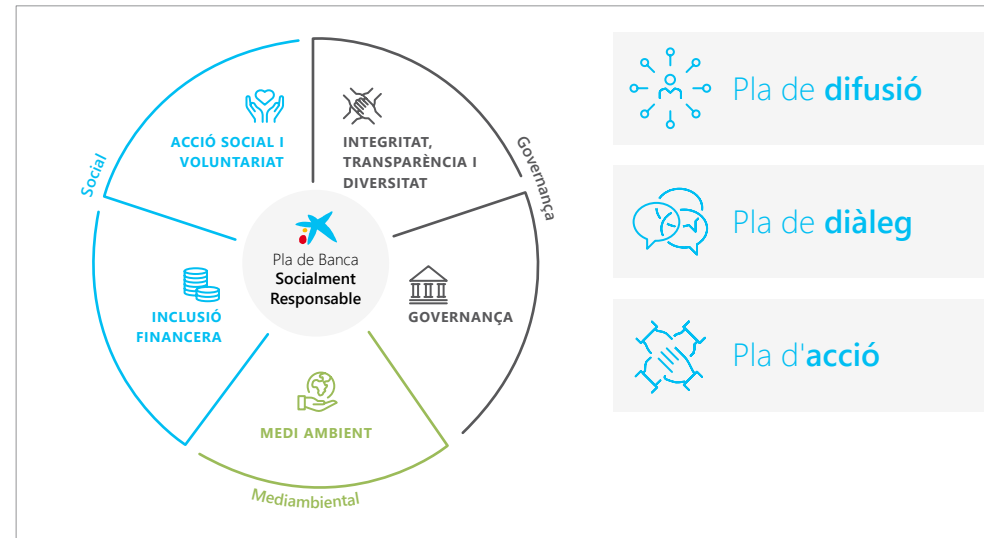 Social
ACCIÓ SOCIAL I
VOLUNTARIAT
INTEGRITAT,
TRANSPARÈNCIA I
DIVERSITAT
Governança
Pla de Banca
Socialment
Responsable
INCLUSIÓ
FINANCERA
GOVERNANÇA
MEDI AMBIENT
Mediambiental
Pla de difusió
Pla de diàleg
Pla d'acció